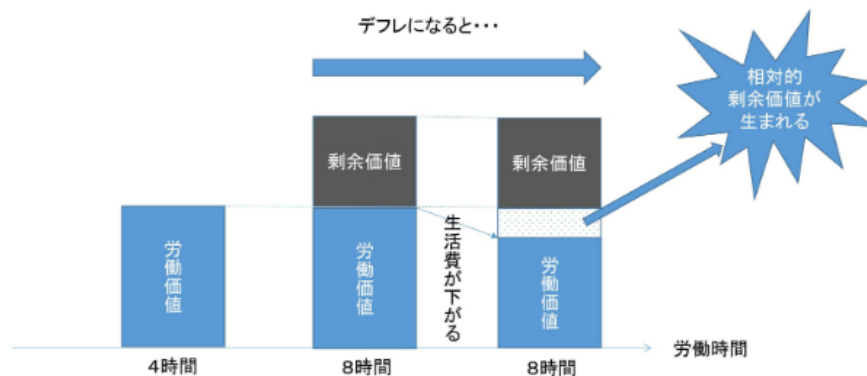 デフレになると・・・
相対的
剰余価値が
生まれる
剰余価値
剰余価値
労働価値
労働価値
生活費が下がる
労働価値
4時間
8時間
8時間
労働時間